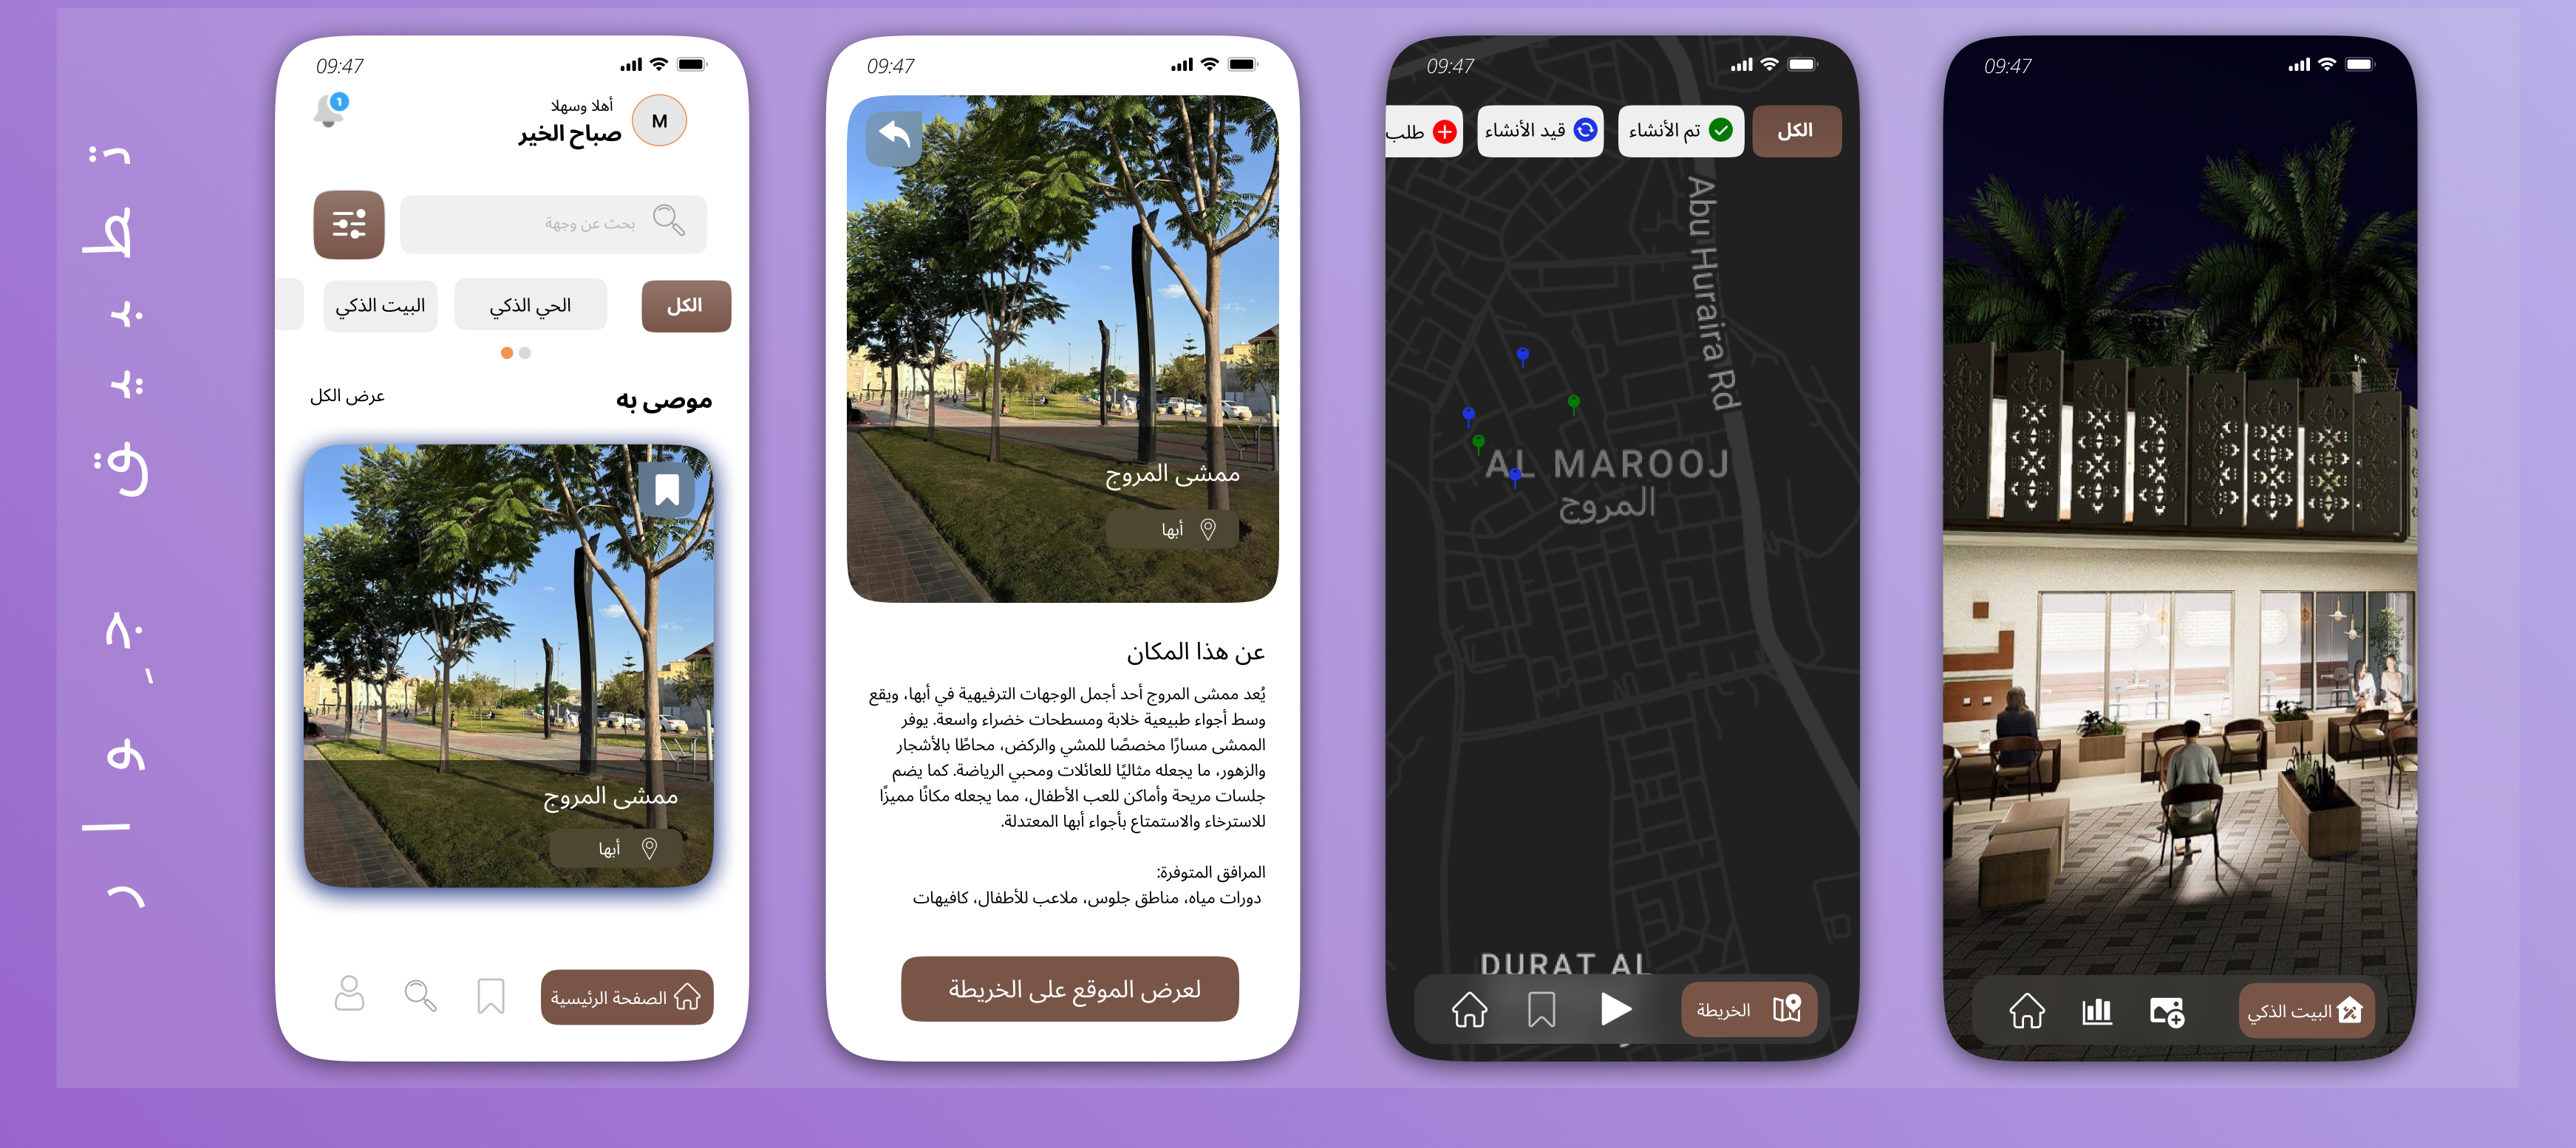 تطبيق جِوار
09:47
1
أهلا وسهلا
صباح الخير
M
بحث عن وجهة
الكل
الحي الذكي
البيت الذكي
موصى به
عرض الكل
ممشى المروج
أبها
الصفحة الرئيسية
09:47
ممشى المروج
أبها
عن هذا المكان
يُعد ممشى المروج أحد أجمل الوجهات الترفيهية في أبها، ويقع
وسط أجواء طبيعية خلابة ومسطحات خضراء واسعة. يوفر
الممشى مسارًا مخصصًا للمشي والركض، محاطًا بالأشجار
والزهور، ما يجعله مثاليًا للعائلات ومحبي الرياضة. كما يضم
جلسات مريحة وأماكن للعب الأطفال، مما يجعله مكانًا مميزًا
للاسترخاء والاستمتاع بأجواء أبها المعتدلة.
المرافق المتوفرة:
دورات مياه، مناطق جلوس، ملاعب للأطفال، كافيهات
لعرض الموقع على الخريطة
09:47
الكل
تم الأنشاء
قيد الأنشاء
طلب
Abu Huraira Rd
AL MAROOJ
المروج
DURAT AL
الخريطة
09:47
البيت الذكي